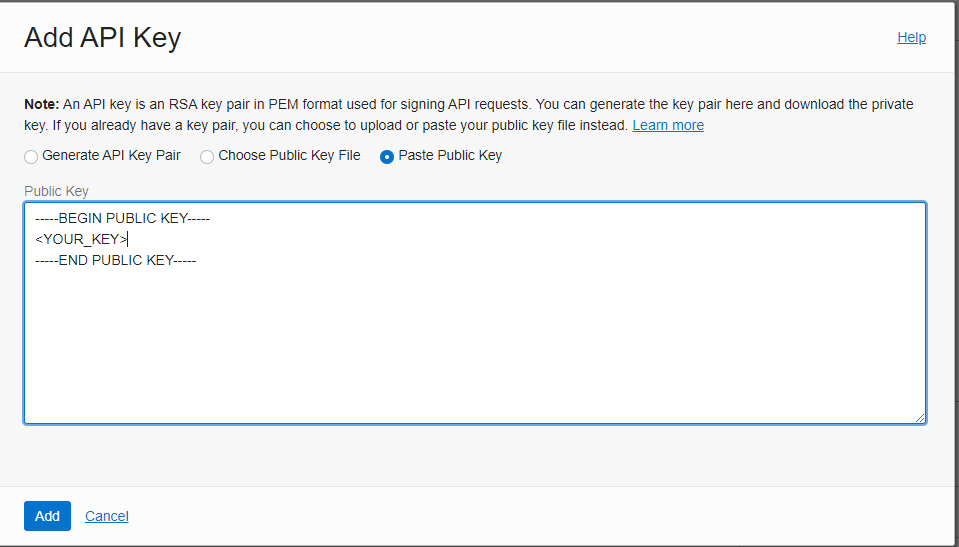 Add API Key
Help
Note: An API key is an RSA key pair in PEM format used for signing API requests. You can generate the key pair here and download the private
key. If you already have a key pair, you can choose to upload or paste your public key file instead. Learn more
Generate API Key Pair Choose Public Key File Paste Public Key
Public Key
-----BEGIN PUBLIC KEY-----
<YOUR_KEY>
-----END PUBLIC KEY-----
Add Cancel